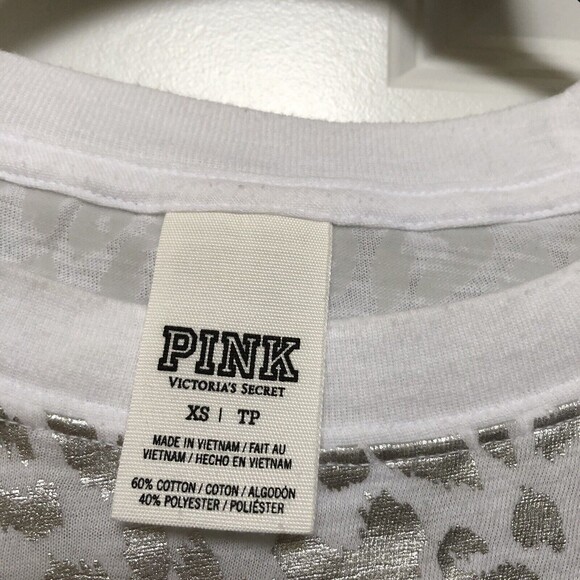 PINK
VICTORIA'S SECRET
XS | TP
MADE IN VIETNAM / FAIT AU
VIETNAM / HECHO EN VIETNAM
60% COTTON / COTON / ALGODÓN
40% POLYESTER / POLIÉSTER